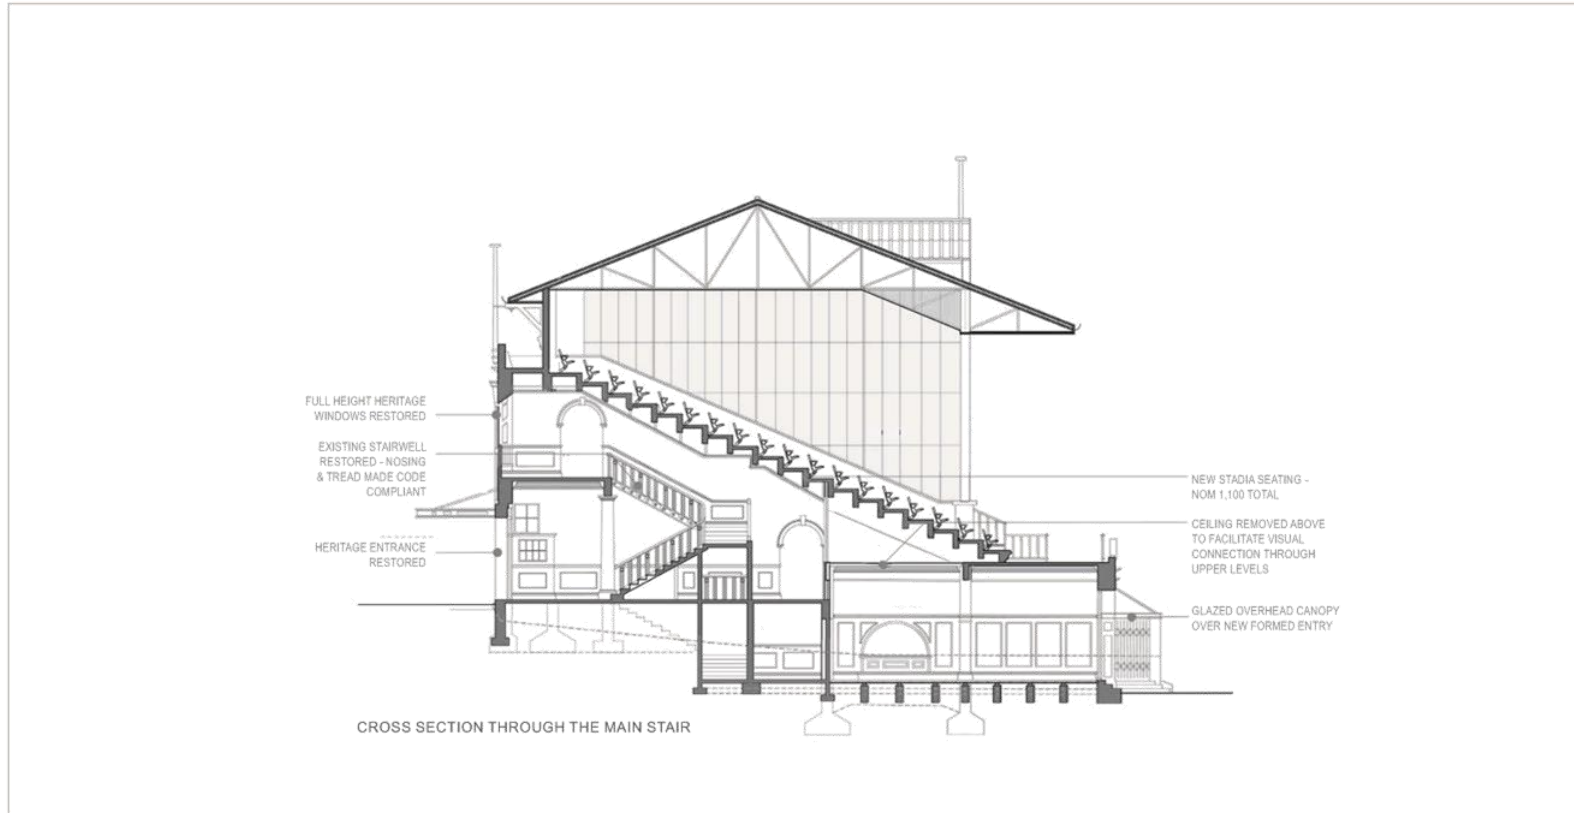 FULL HEIGHT HERITAGE
WINDOWS RESTORED
EXISTING STAIRWELL
RESTORED - NOSING
& TREAD MADE CODE
COMPLIANT
HERITAGE ENTRANCE
RESTORED
NEW STADIA SEATING -
NOM 1,100 TOTAL
CEILING REMOVED ABOVE
TO FACILITATE VISUAL
CONNECTION THROUGH
UPPER LEVELS
GLAZED OVERHEAD CANOPY
OVER NEW FORMED ENTRY
CROSS SECTION THROUGH THE MAIN STAIR